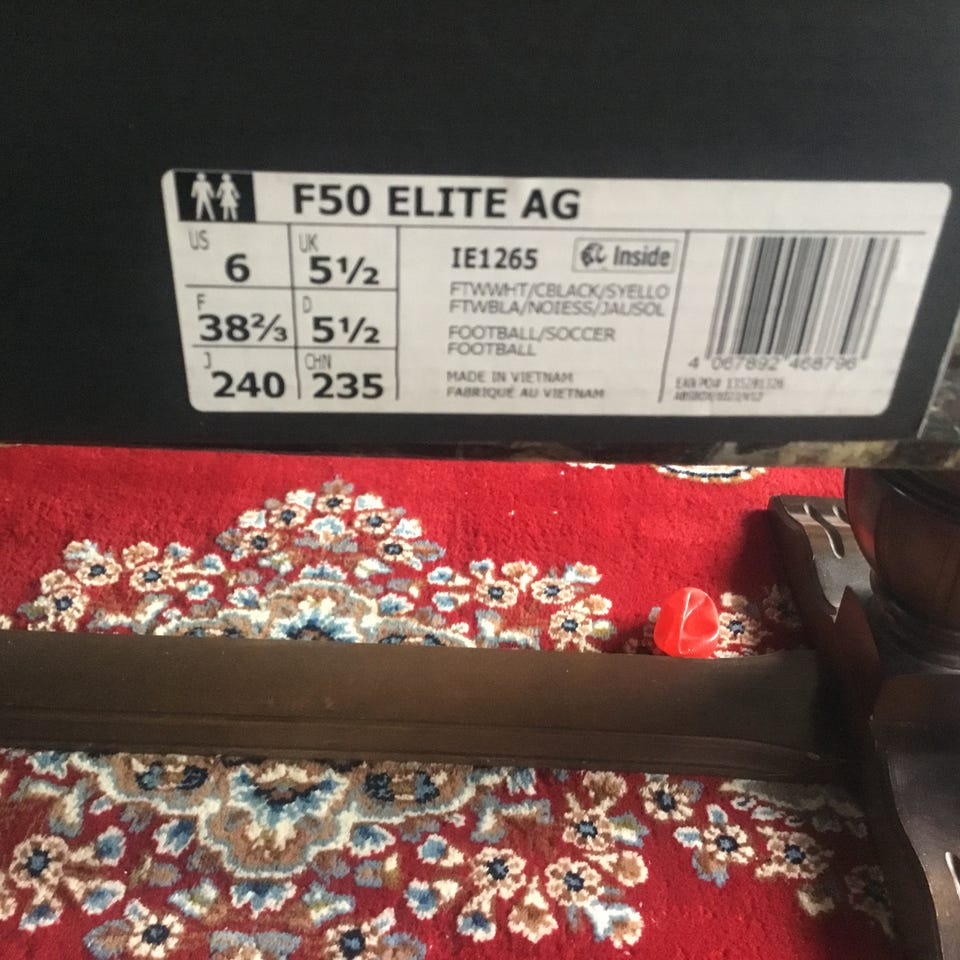 F50 ELITE AG
US 6
UK 5½
F 38⅔
D 5½
J 240
CHN 235
IE1265
Inside
FTWWHT/CBLACK/SYELLO
FTWBLA/NOIESS/JAUSOL
FOOTBALL/SOCCER
FOOTBALL
MADE IN VIETNAM
FABRIQUÉ AU VIETNAM
4 067892 468796